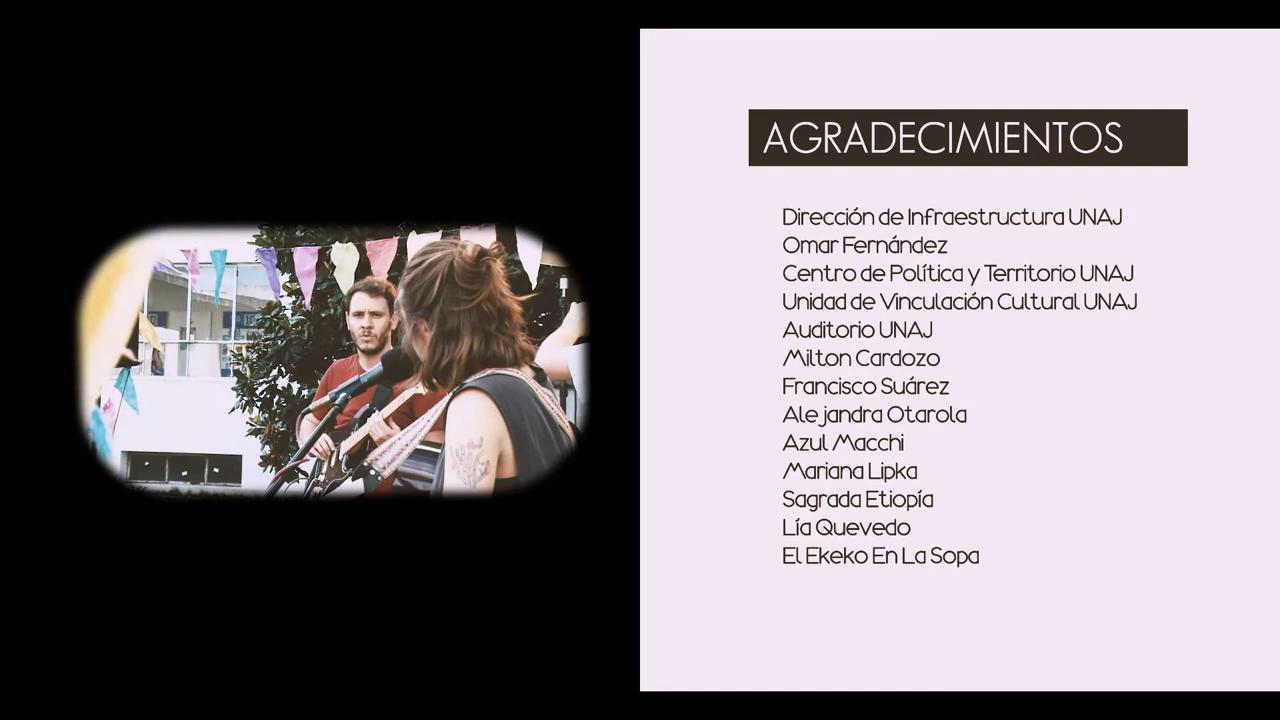 AGRADECIMIENTOS
Dirección de Infraestructura UNAJ
Omar Fernández
Centro de Política y Territorio UNAJ
Unidad de Vinculación Cultural UNAJ
Auditorio UNAJ
Milton Cardozo
Francisco Suárez
Alejandra Otarola
Azul Macchi
Mariana Lipka
Sagrada Etiopía
Lía Quevedo
El Ekeko En La Sopa